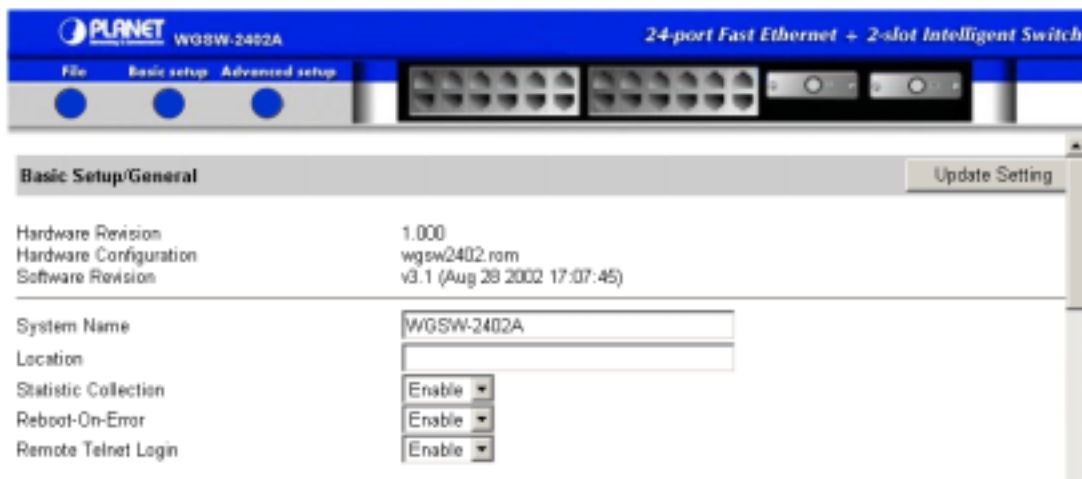 PLANET WGSW-2402A
24-port Fast Ethernet + 2-slot Intelligent Switch
File Basic setup Advanced setup
Basic Setup/General Update Setting
Hardware Revision 1.000
Hardware Configuration wgsw2402.rom
Software Revision v3.1 (Aug 28 2002 17:07:45)
System Name WGSW-2402A
Location
Statistic Collection Enable
Reboot-On-Error Enable
Remote Telnet Login Enable